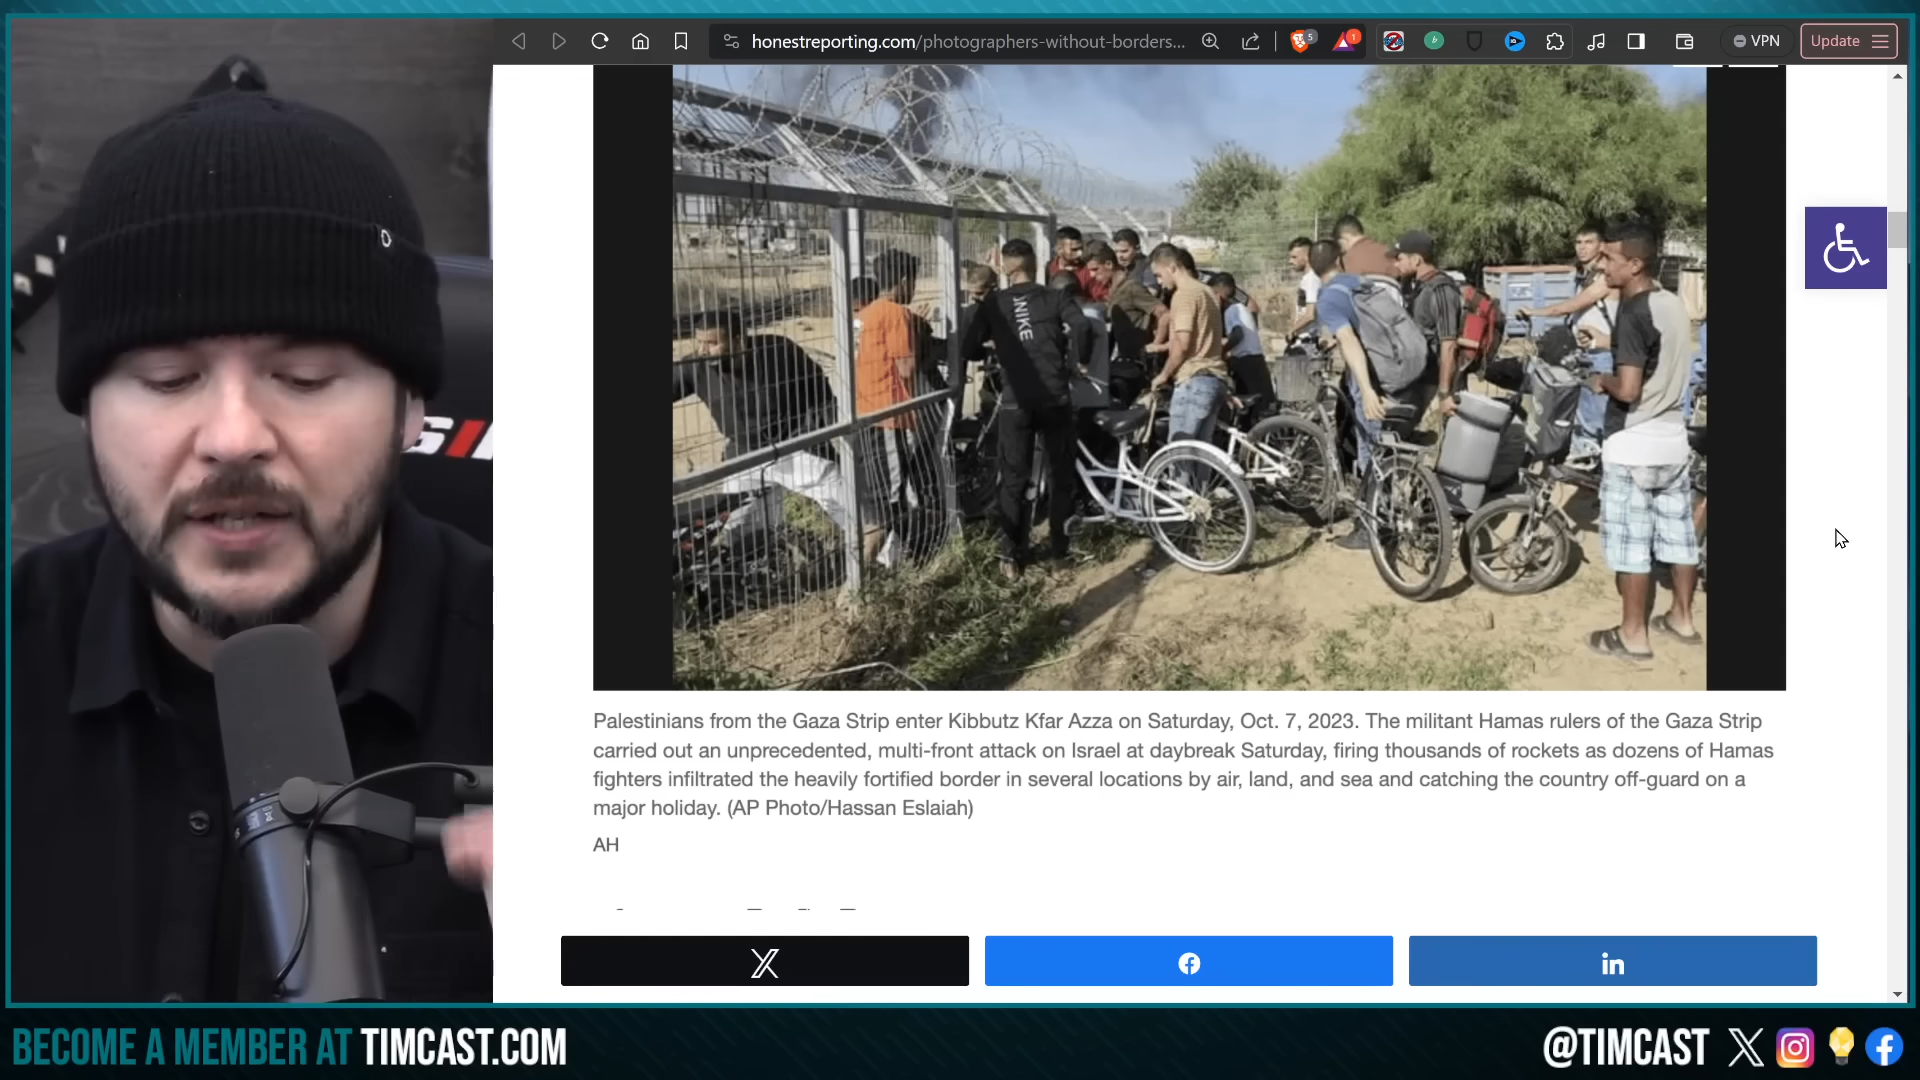 honestreporting.com/photographers-without-borders...
5
1
VPN
Update
NIKE
Palestinians from the Gaza Strip enter Kibbutz Kfar Azza on Saturday, Oct. 7, 2023. The militant Hamas rulers of the Gaza Strip
carried out an unprecedented, multi-front attack on Israel at daybreak Saturday, firing thousands of rockets as dozens of Hamas
fighters infiltrated the heavily fortified border in several locations by air, land, and sea and catching the country off-guard on a
major holiday. (AP Photo/Hassan Eslaiah)
AH
in
BECOME A MEMBER AT TIMCAST.COM
@TIMCAST